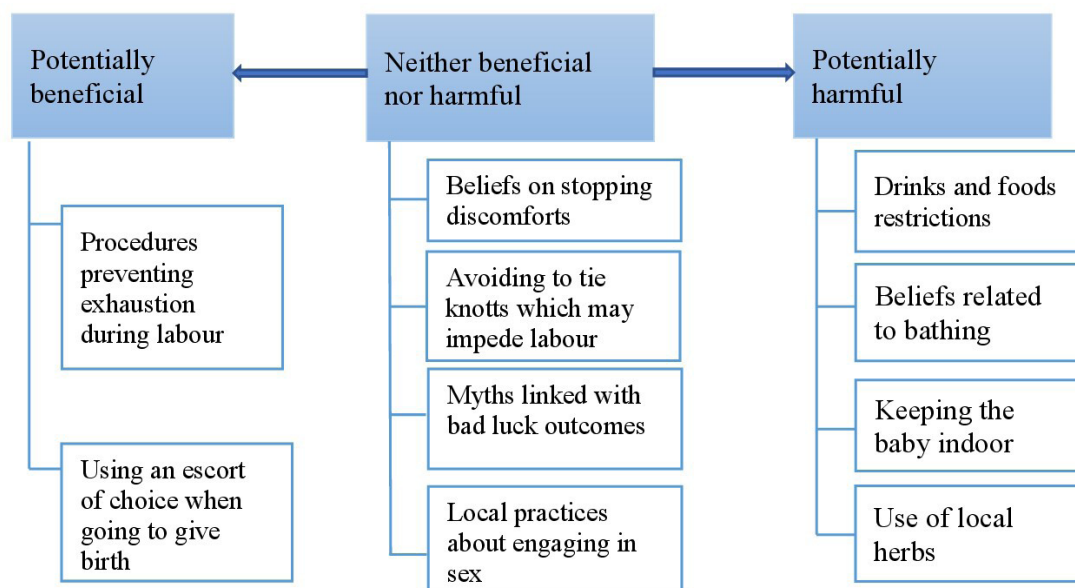 Potentially
beneficial
Procedures
preventing
exhaustion
during labour
Using an escort
of choice when
going to give
birth
Neither beneficial
nor harmful
Beliefs on stopping
discomforts
Avoiding to tie
knotts which may
impede labour
Myths linked with
bad luck outcomes
Local practices
about engaging in
sex
Potentially
harmful
Drinks and foods
restrictions
Beliefs related
to bathing
Keeping the
baby indoor
Use of local
herbs